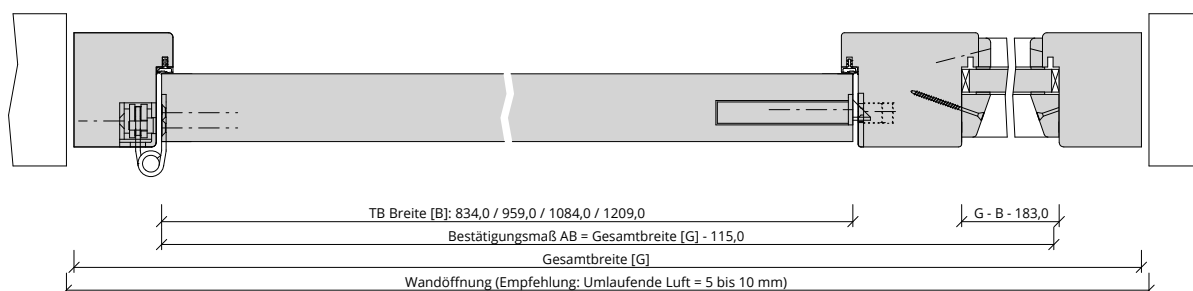 TB Breite [B]: 834,0 / 959,0 / 1084,0 / 1209,0
G - B - 183,0
Bestätigungsmaß AB = Gesamtbreite [G] - 115,0
Gesamtbreite [G]
Wandöffnung (Empfehlung: Umlaufende Luft = 5 bis 10 mm)